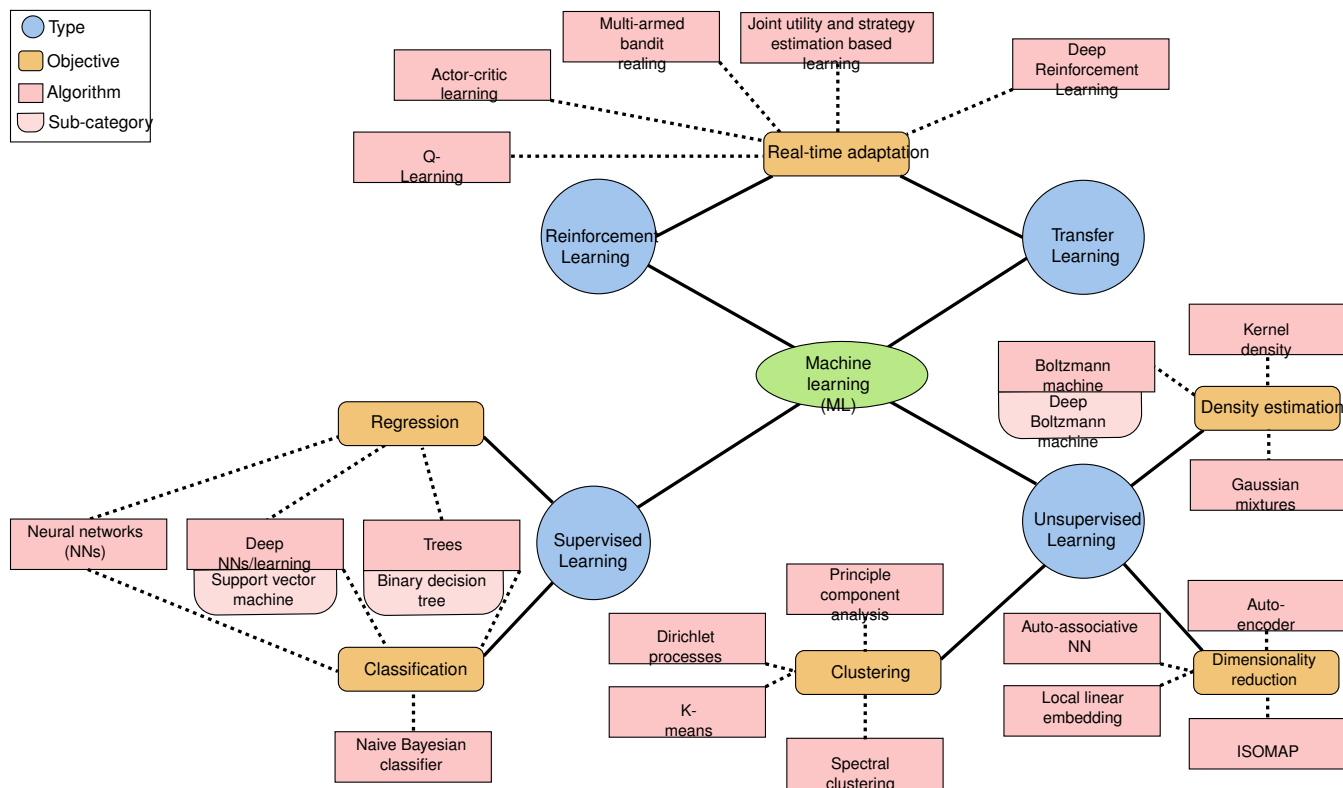 Type
Objective
Algorithm
Sub-category
Multi-armed
bandit
realing
Joint utility and strategy
estimation based
learning
Deep
Reinforcement
Learning
Actor-critic
learning
Q-
Learning
Real-time adaptation
Reinforcement
Learning
Transfer
Learning
Machine
learning
(ML)
Kernel
density
Boltzmann
machine
Deep
Boltzmann
machine
Density estimation
Gaussian
mixtures
Regression
Neural networks
(NNs)
Deep
NNs/learning
Support vector
machine
Trees
Binary decision
tree
Supervised
Learning
Unsupervised
Learning
Classification
Naive Bayesian
classifier
Principle
component
analysis
Dirichlet
processes
K-
means
Clustering
Spectral
clustering
Auto-
encoder
Auto-associative
NN
Local linear
embedding
Dimensionality
reduction
ISOMAP